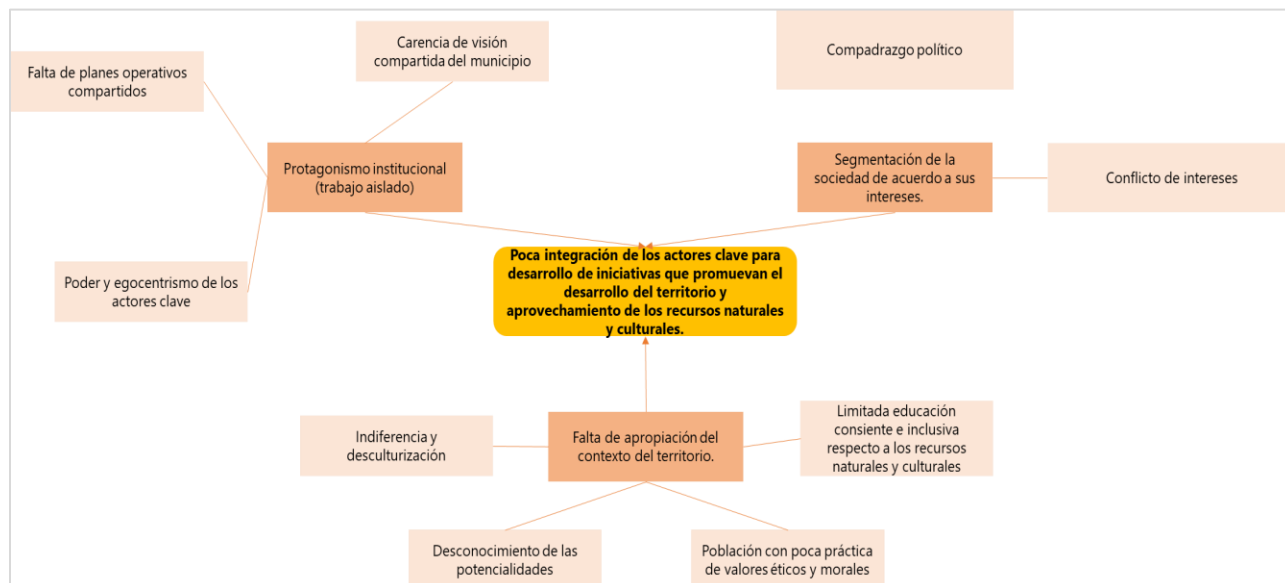 Carencia de visión
compartida del municipio
Compadrazgo político
Falta de planes operativos
compartidos
Protagonismo institucional
(trabajo aislado)
Segmentación de la
sociedad de acuerdo a sus
intereses.
Conflicto de intereses
Poder y egocentrismo de los
actores clave
Poca integración de los actores clave para
desarrollo de iniciativas que promuevan el
desarrollo del territorio y
aprovechamiento de los recursos naturales
y culturales.
Indiferencia y
desculturización
Falta de apropiación del
contexto del territorio.
Limitada educación
consiente e inclusiva
respecto a los recursos
naturales y culturales
Desconocimiento de las
potencialidades
Población con poca práctica
de valores éticos y morales